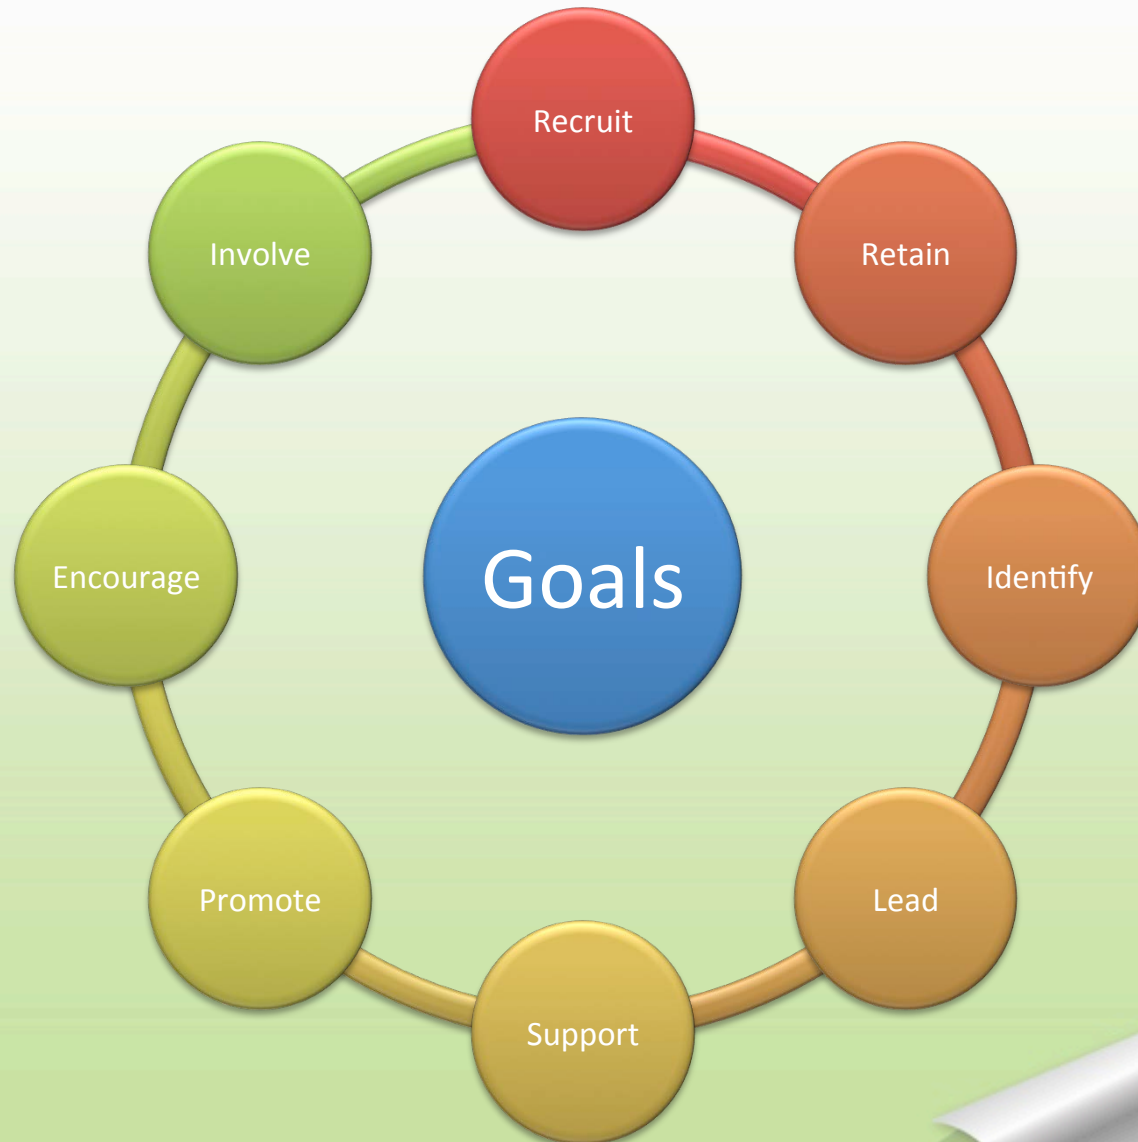 Recruit
Retain
Identify
Lead
Support
Promote
Encourage
Involve
Goals